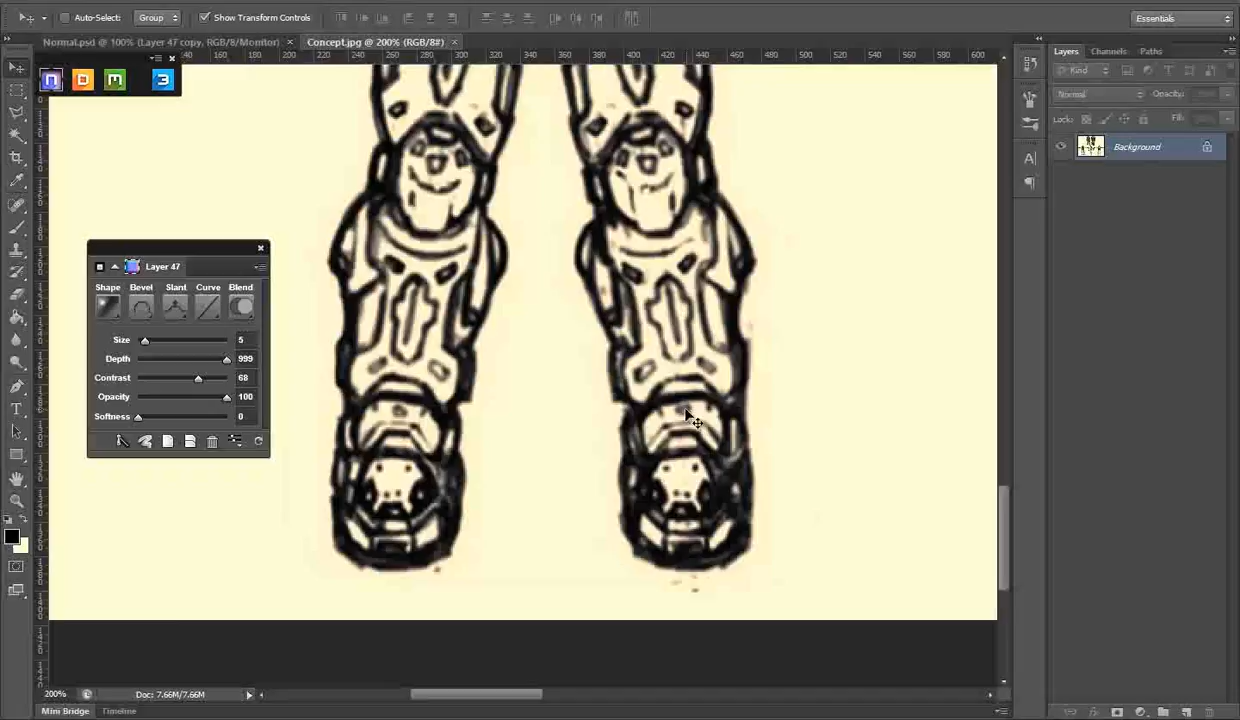 Auto-Select: Group Show Transform Controls Essentials
Normal.psd @ 100% (Layer 47 copy, RGB/8/Monitor) × Concept.jpg @ 200% (RGB/8#) ×
Layers Channels Paths
Kind
Normal Opacity:
Lock: Fill:
Background
n D m 3
Layer 47
Shape Bevel Slant Curve Blend
Size 5
Depth 999
Contrast 68
Opacity 100
Softness 0
200% Doc: 7.66M/7.66M
Mini Bridge Timeline